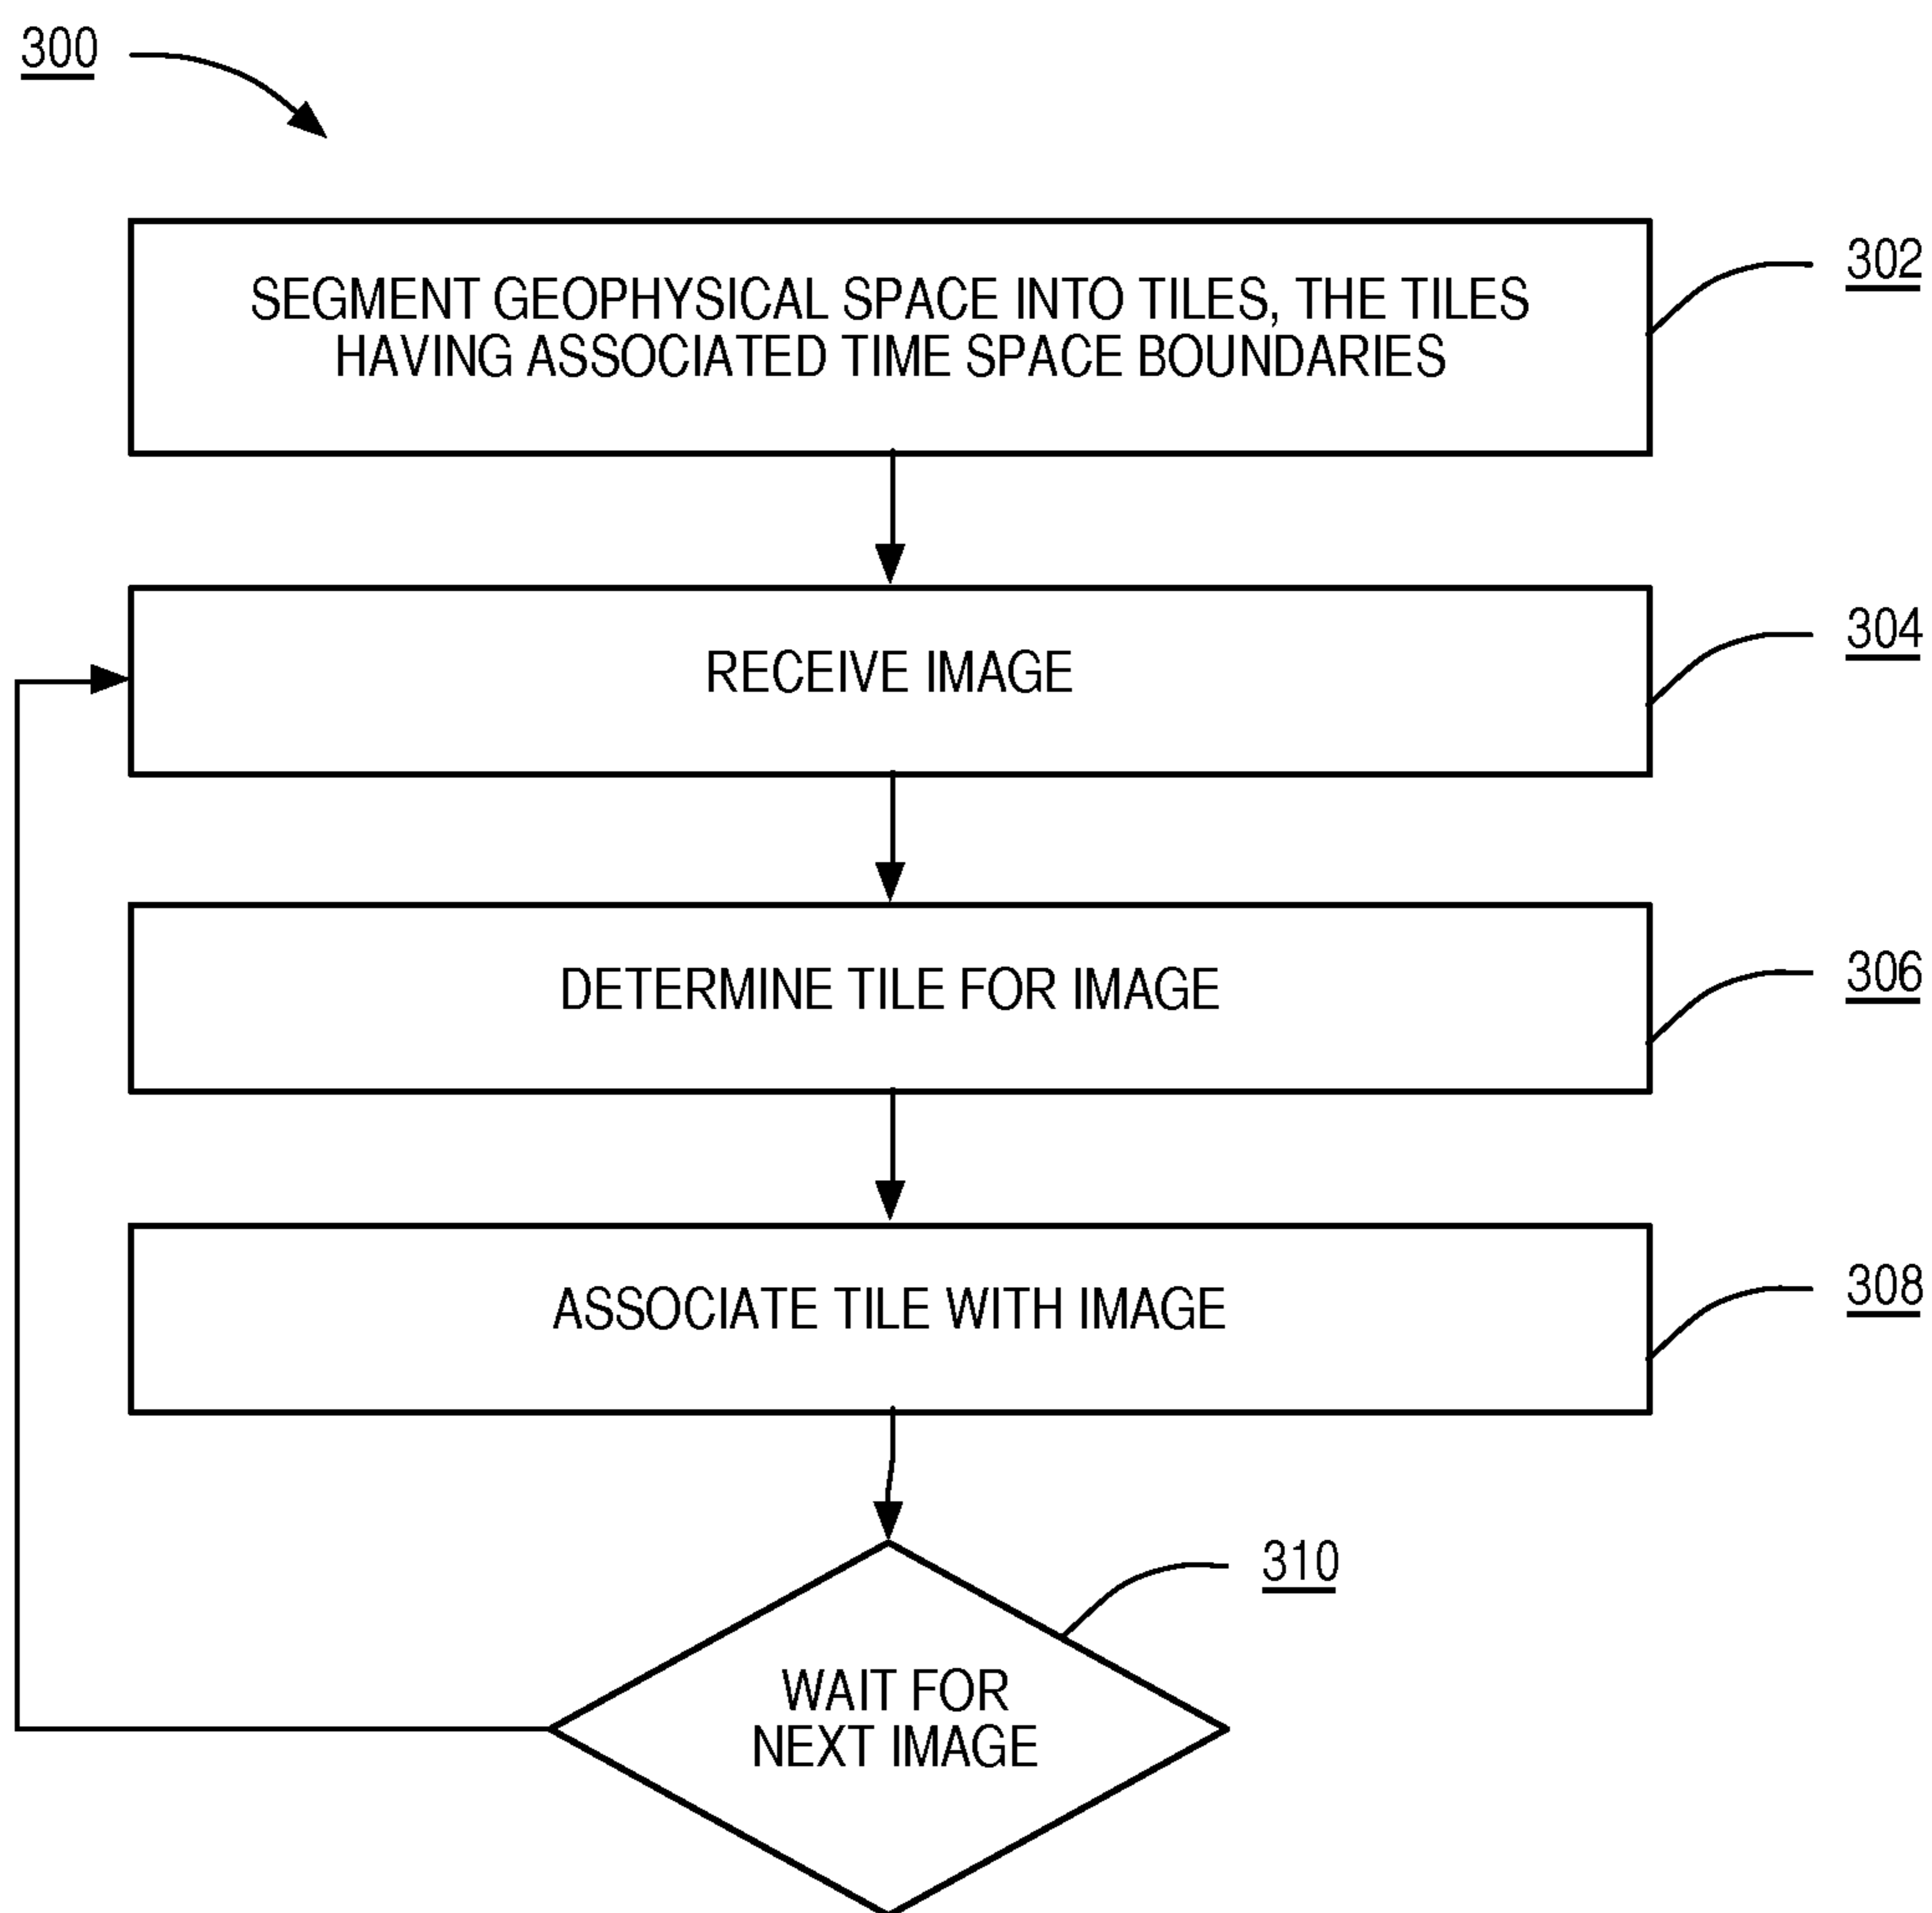 300
SEGMENT GEOPHYSICAL SPACE INTO TILES, THE TILES
HAVING ASSOCIATED TIME SPACE BOUNDARIES
302
RECEIVE IMAGE
304
DETERMINE TILE FOR IMAGE
306
ASSOCIATE TILE WITH IMAGE
308
310
WAIT FOR
NEXT IMAGE